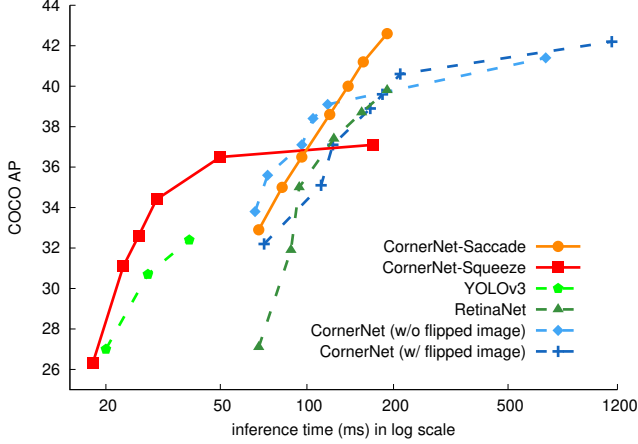 44
42
40
38
36
34
32
30
28
26
COCO AP
CornerNet-Saccade
CornerNet-Squeeze
YOLOv3
RetinaNet
CornerNet (w/o flipped image)
CornerNet (w/ flipped image)
20 50 100 200 500 1200
inference time (ms) in log scale